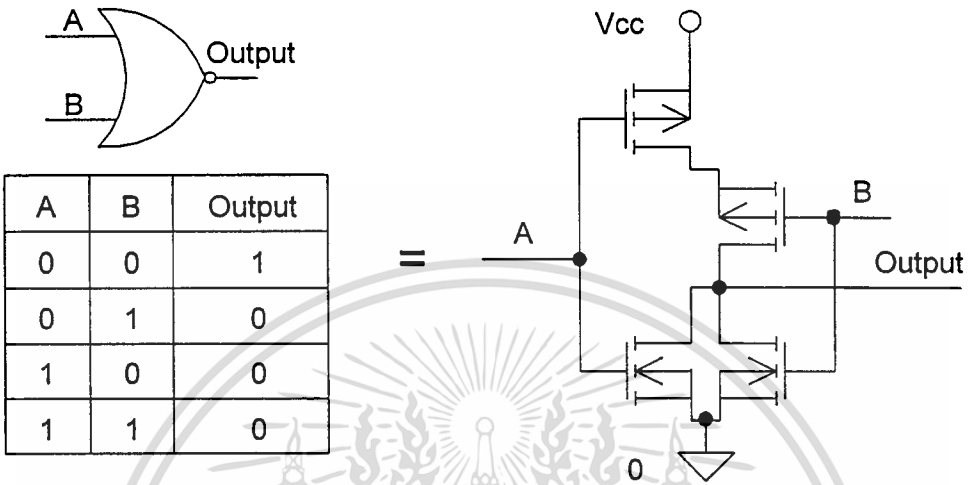 A
Output
B
A B Output
0 0 1
0 1 0
1 0 0
1 1 0
=
Vcc
B
A
Output
0